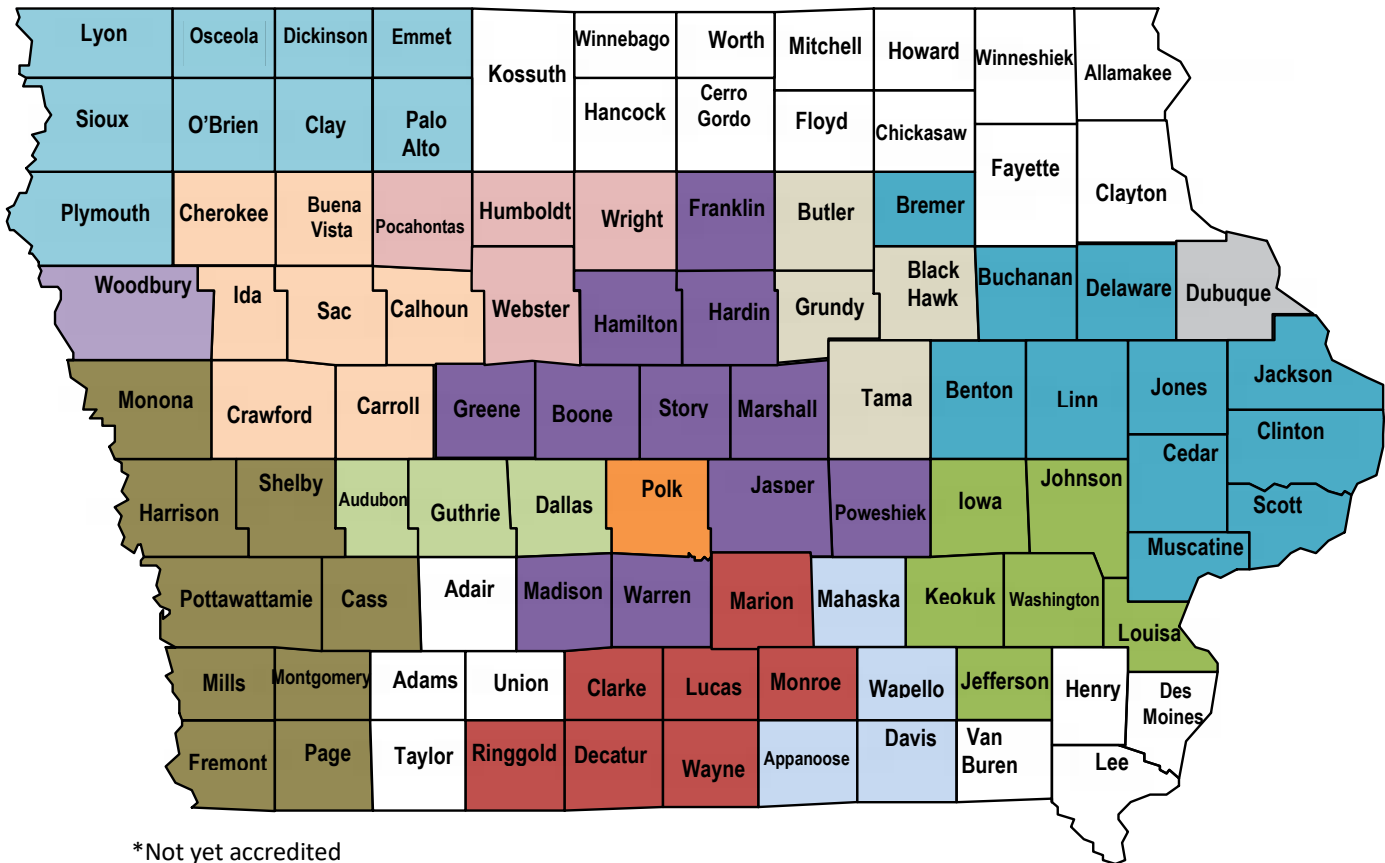 Lyon
Osceola
Dickinson
Emmet
Kossuth
Winnebago
Worth
Mitchell
Howard
Winneshiek
Allamakee
Sioux
O'Brien
Clay
Palo
Alto
Hancock
Cerro
Gordo
Floyd
Chickasaw
Fayette
Clayton
Plymouth
Cherokee
Buena
Vista
Pocahontas
Humboldt
Wright
Franklin
Butler
Bremer
Woodbury
Ida
Sac
Calhoun
Webster
Hamilton
Hardin
Grundy
Black
Hawk
Buchanan
Delaware
Dubuque
Monona
Crawford
Carroll
Greene
Boone
Story
Marshall
Tama
Benton
Linn
Jones
Jackson
Clinton
Cedar
Harrison
Shelby
Audubon
Guthrie
Dallas
Polk
Jasper
Poweshiek
Iowa
Johnson
Scott
Muscatine
Pottawattamie
Cass
Adair
Madison
Warren
Marion
Mahaska
Keokuk
Washington
Louisa
Mills
Montgomery
Adams
Union
Clarke
Lucas
Monroe
Wapello
Jefferson
Henry
Des
Moines
Fremont
Page
Taylor
Ringgold
Decatur
Wayne
Appanoose
Davis
Van
Buren
Lee
*Not yet accredited